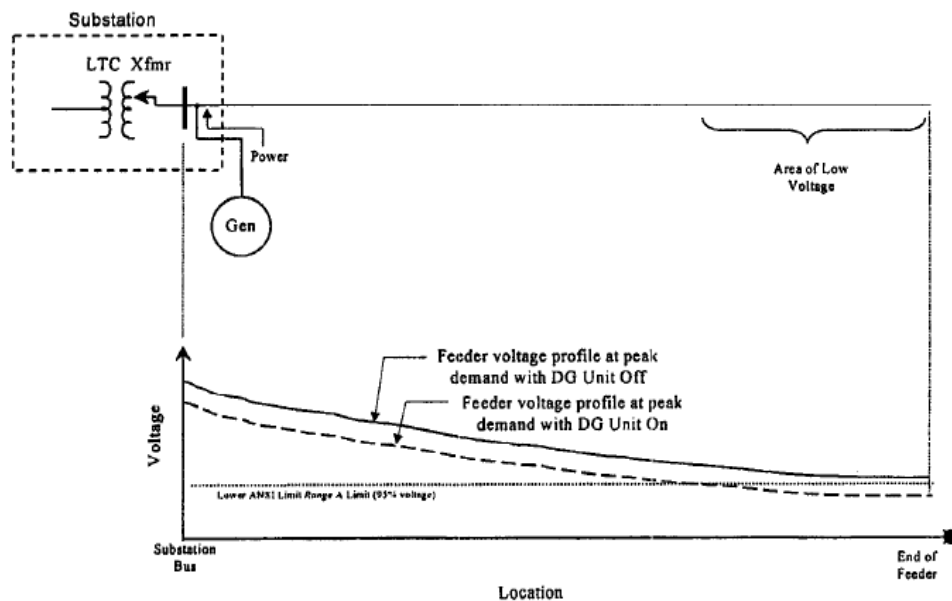 Substation
LTC Xfmr
Power
Gen
Area of Low
Voltage
Feeder voltage profile at peak
demand with DG Unit Off
Feeder voltage profile at peak
demand with DG Unit On
Voltage
Lower ANSI Limit Range A Limit (95% voltage)
Substation
Bus
End of
Feeder
Location